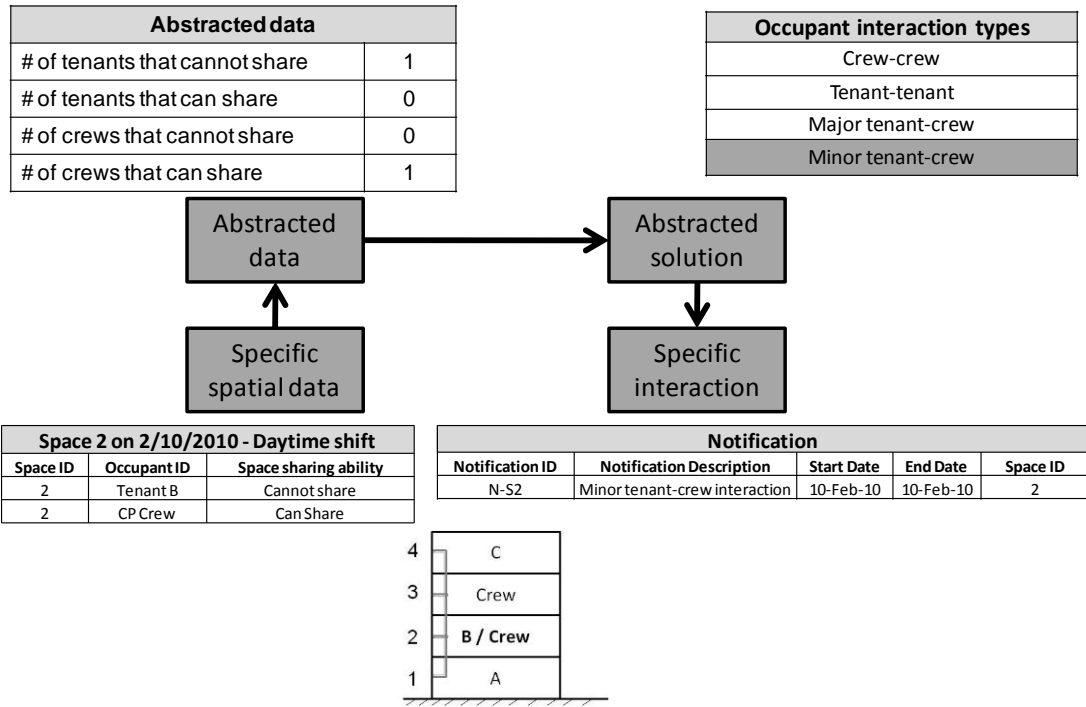 Abstracted data
# of tenants that cannot share 1
# of tenants that can share 0
# of crews that cannot share 0
# of crews that can share 1
Occupant interaction types
Crew-crew
Tenant-tenant
Major tenant-crew
Minor tenant-crew
Abstracted
data
Abstracted
solution
Specific
spatial data
Specific
interaction
Space 2 on 2/10/2010 - Daytime shift
Space ID Occupant ID Space sharing ability
2 Tenant B Cannot share
2 CP Crew Can Share
Notification
Notification ID Notification Description Start Date End Date Space ID
N-S2 Minor tenant-crew interaction 10-Feb-10 10-Feb-10 2
4 C
3 Crew
2 B / Crew
1 A